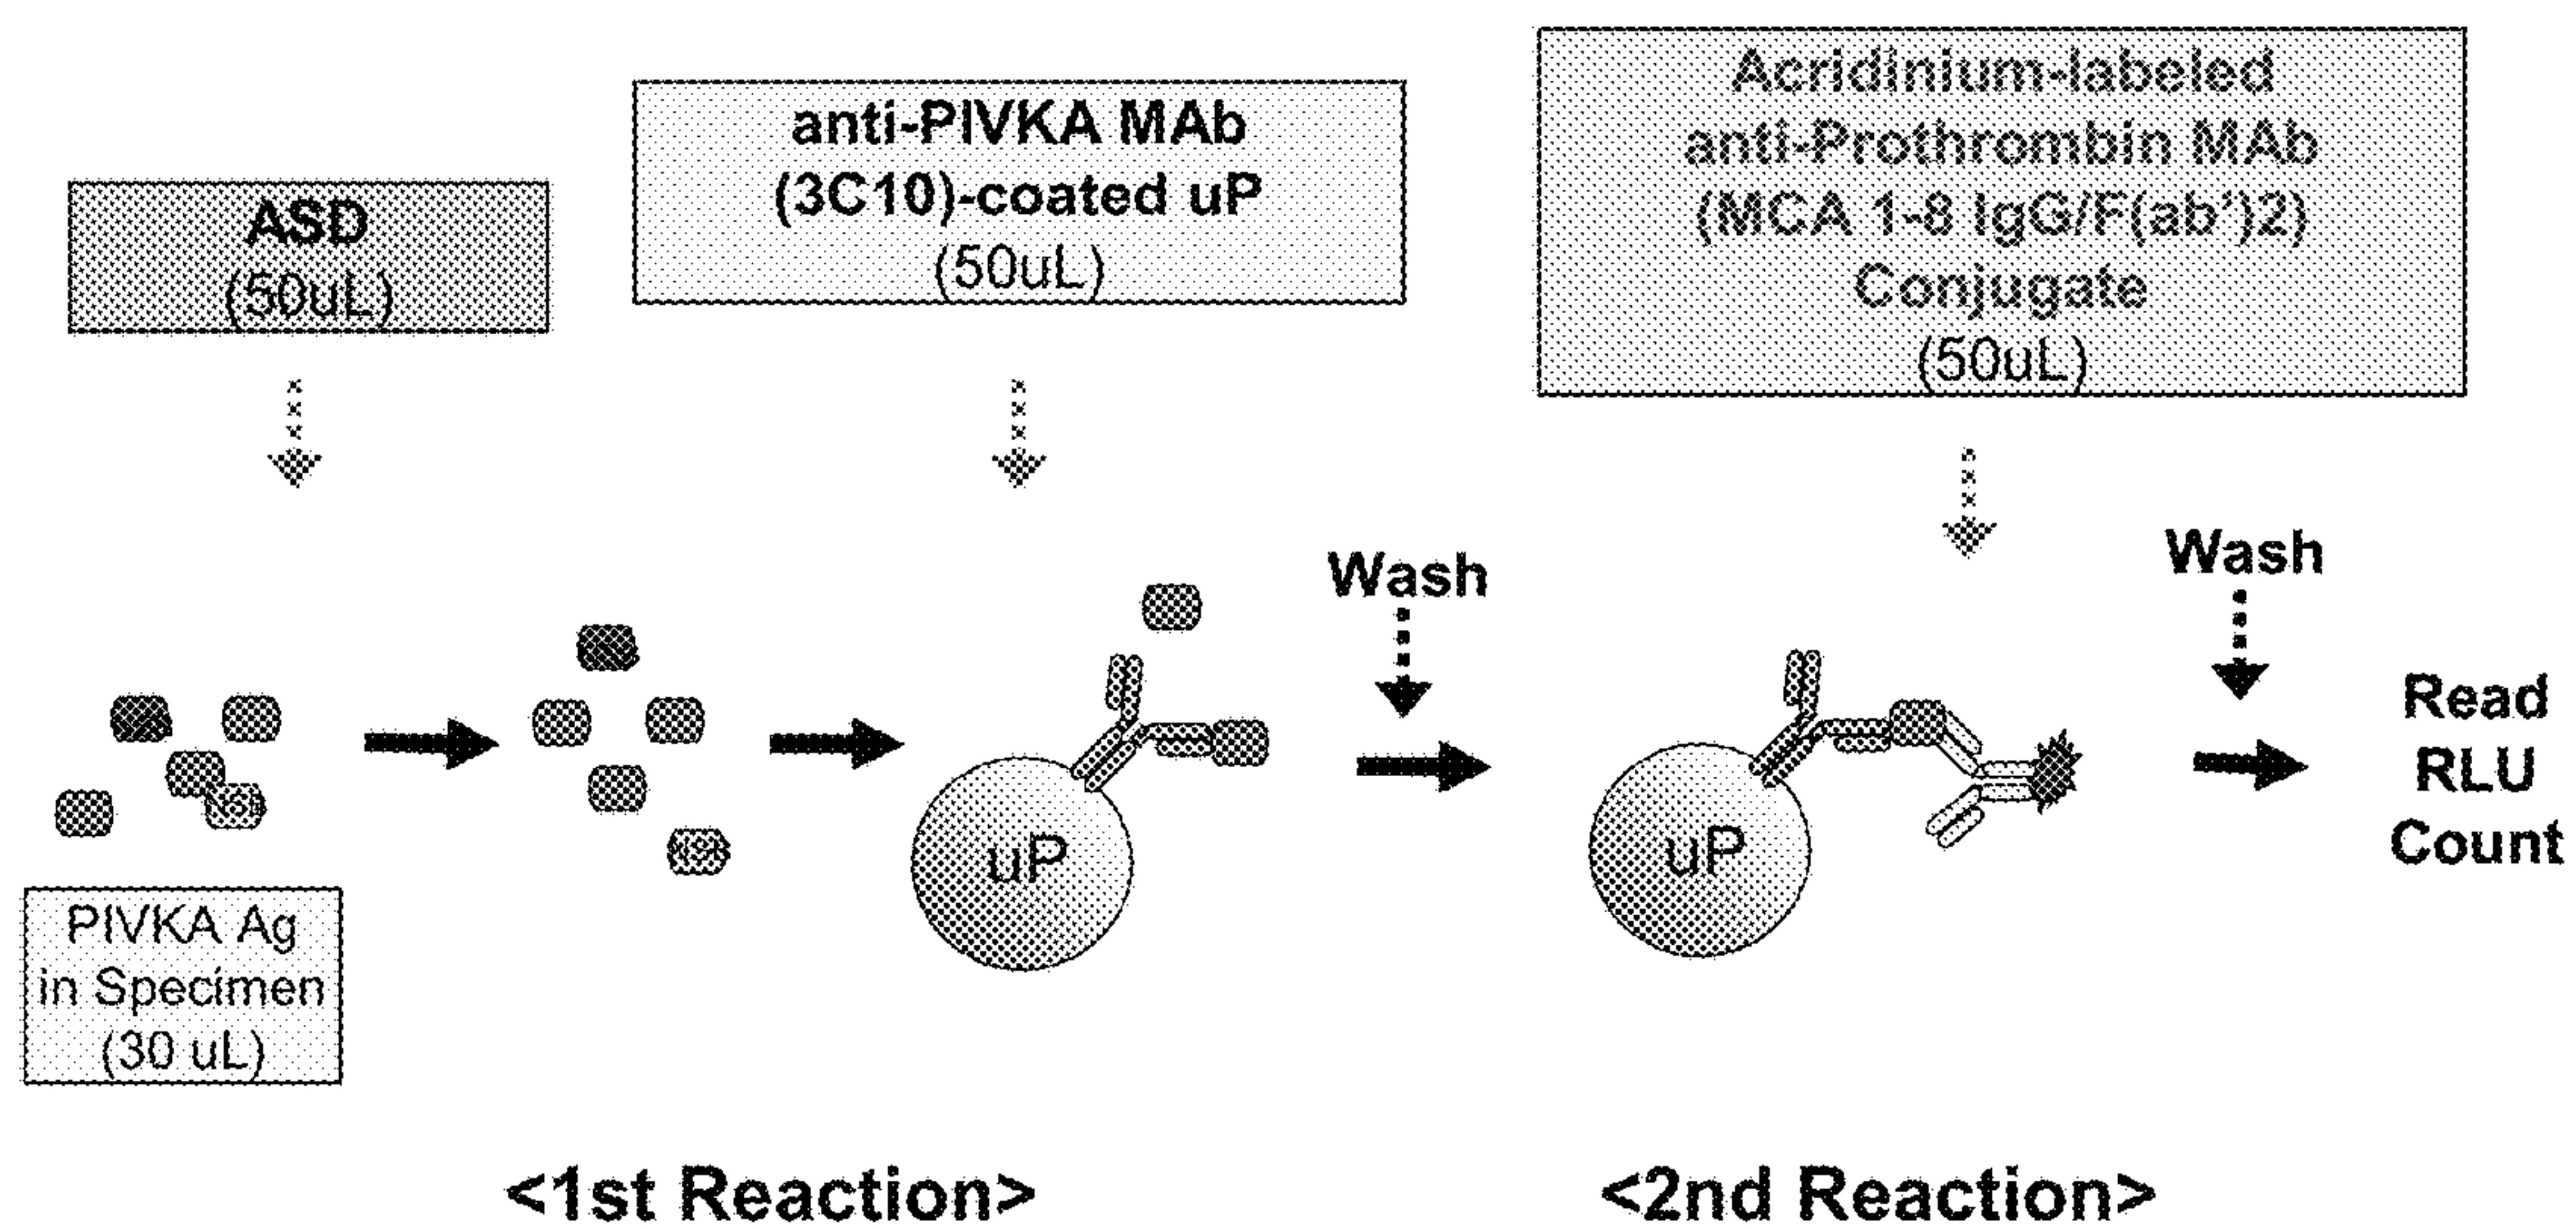 ASD
(50uL)
anti-PIVKA MAb
(3C10)-coated uP
(50uL)
Acridinium-labeled
anti-Prothrombin MAb
(MCA 1-8 IgG/F(ab')2)
Conjugate
(50uL)
Wash
Wash
Read
RLU
Count
uP
uP
PIVKA Ag
in Specimen
(30 uL)
<1st Reaction>
<2nd Reaction>